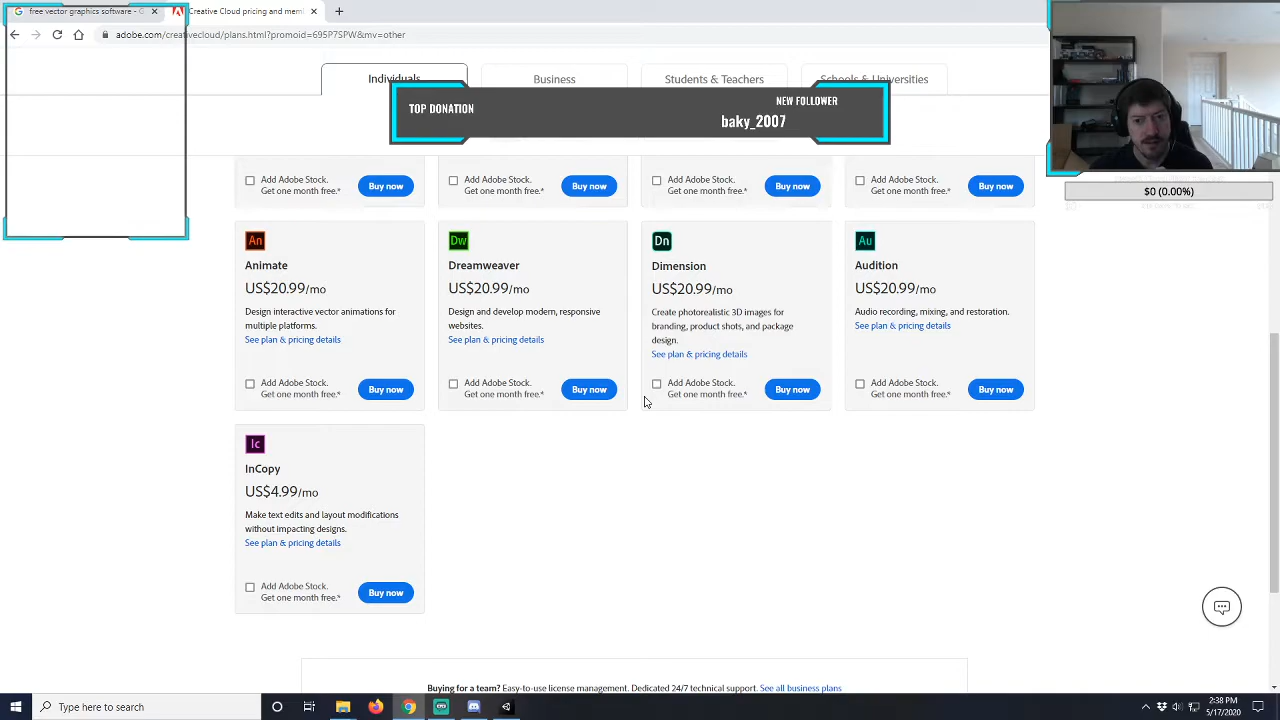 free vector graphics software - G
Creative Cloud pricing and mem
adobe.com/creativecloud/plans.html?promoid=695P7SPW&mv=other
Individuals
Business
Students & Teachers
Schools & Universities
TOP DONATION
NEW FOLLOWER
baky_2007
$0 (0.00%)
Add Adobe Stock.
Get one month free.*
Buy now
Add Adobe Stock.
Get one month free.*
Buy now
Add Adobe Stock.
Get one month free.*
Buy now
Add Adobe Stock.
Get one month free.*
Buy now
An
Animate
US$20.99/mo
Design interactive vector animations for
multiple platforms.
See plan & pricing details
Add Adobe Stock.
Get one month free.*
Buy now
Dw
Dreamweaver
US$20.99/mo
Design and develop modern, responsive
websites.
See plan & pricing details
Add Adobe Stock.
Get one month free.*
Buy now
Dn
Dimension
US$20.99/mo
Create photorealistic 3D images for
branding, product shots, and package
design.
See plan & pricing details
Add Adobe Stock.
Get one month free.*
Buy now
Au
Audition
US$20.99/mo
Audio recording, mixing, and restoration.
See plan & pricing details
Add Adobe Stock.
Get one month free.*
Buy now
Ic
InCopy
US$4.99/mo
Make text edits and layout modifications
without impacting designs.
See plan & pricing details
Add Adobe Stock.
Get one month free.*
Buy now
Buying for a team? Easy-to-use license management. Dedicated 24/7 technical support. See all business plans
Type here to search
2:38 PM
5/17/2020